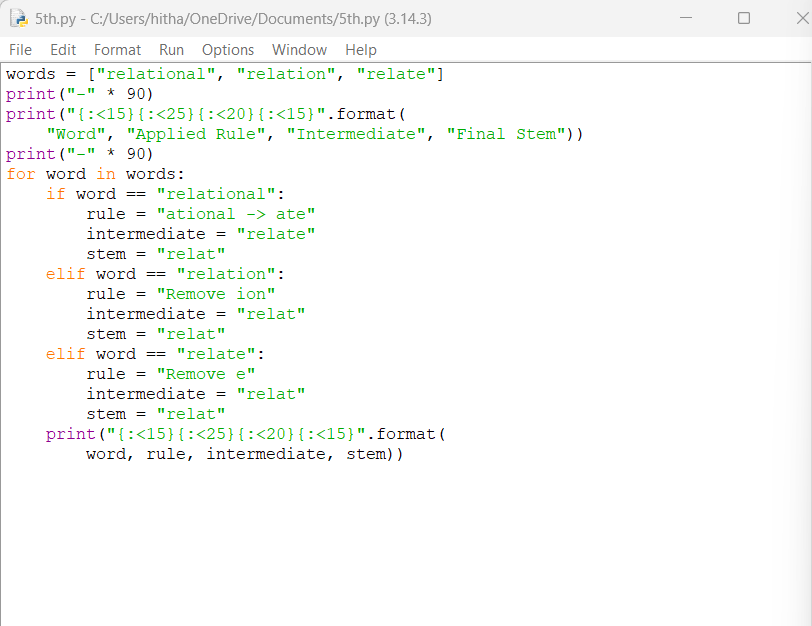 5th.py - C:/Users/hitha/OneDrive/Documents/5th.py (3.14.3)
File Edit Format Run Options Window Help
words = ["relational", "relation", "relate"]
print("-" * 90)
print("{:<15}{:<25}{:<20}{:<15}".format(
    "Word", "Applied Rule", "Intermediate", "Final Stem"))
print("-" * 90)
for word in words:
    if word == "relational":
        rule = "ational -> ate"
        intermediate = "relate"
        stem = "relat"
    elif word == "relation":
        rule = "Remove ion"
        intermediate = "relat"
        stem = "relat"
    elif word == "relate":
        rule = "Remove e"
        intermediate = "relat"
        stem = "relat"
    print("{:<15}{:<25}{:<20}{:<15}".format(
        word, rule, intermediate, stem))